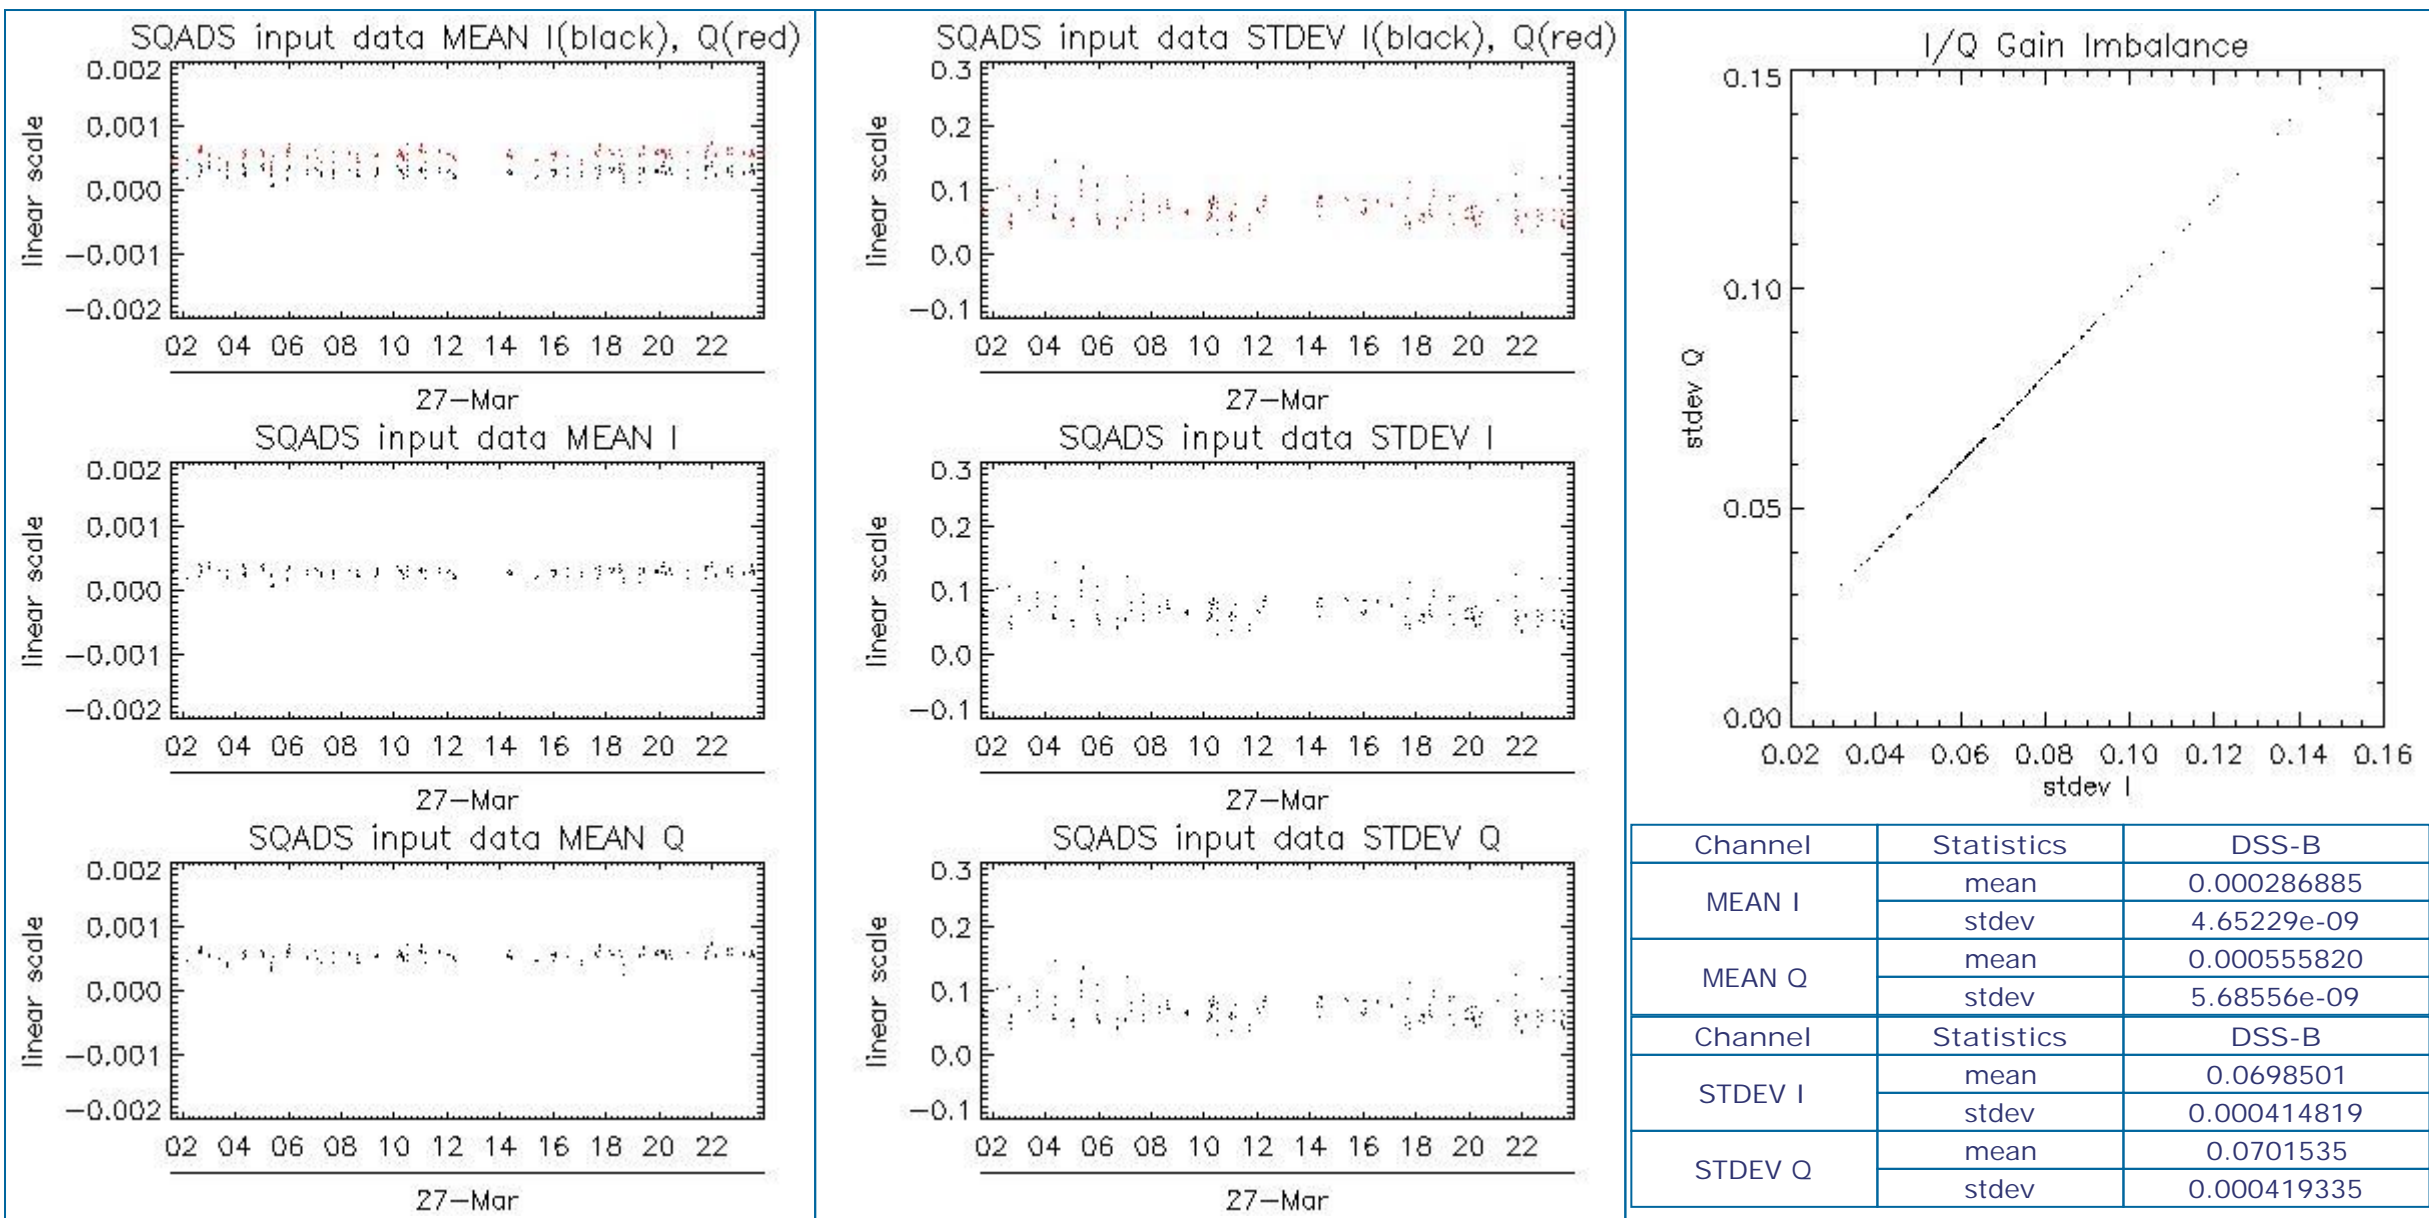 SQADS input data MEAN I(black), Q(red)
0.002
0.001
0.000
−0.001
−0.002
linear scale
02 04 06 08 10 12 14 16 18 20 22
27−Mar
SQADS input data MEAN I
0.002
0.001
0.000
−0.001
−0.002
linear scale
02 04 06 08 10 12 14 16 18 20 22
27−Mar
SQADS input data MEAN Q
0.002
0.001
0.000
−0.001
−0.002
linear scale
02 04 06 08 10 12 14 16 18 20 22
27−Mar
SQADS input data STDEV I(black), Q(red)
0.3
0.2
0.1
0.0
−0.1
linear scale
02 04 06 08 10 12 14 16 18 20 22
27−Mar
SQADS input data STDEV I
0.3
0.2
0.1
0.0
−0.1
linear scale
02 04 06 08 10 12 14 16 18 20 22
27−Mar
SQADS input data STDEV Q
0.3
0.2
0.1
0.0
−0.1
linear scale
02 04 06 08 10 12 14 16 18 20 22
27−Mar
I/Q Gain Imbalance
0.15
0.10
0.05
0.00
stdev Q
0.02 0.04 0.06 0.08 0.10 0.12 0.14 0.16
stdev I
Channel Statistics DSS-B
MEAN I mean 0.000286885
stdev 4.65229e-09
MEAN Q mean 0.000555820
stdev 5.68556e-09
Channel Statistics DSS-B
STDEV I mean 0.0698501
stdev 0.000414819
STDEV Q mean 0.0701535
stdev 0.000419335